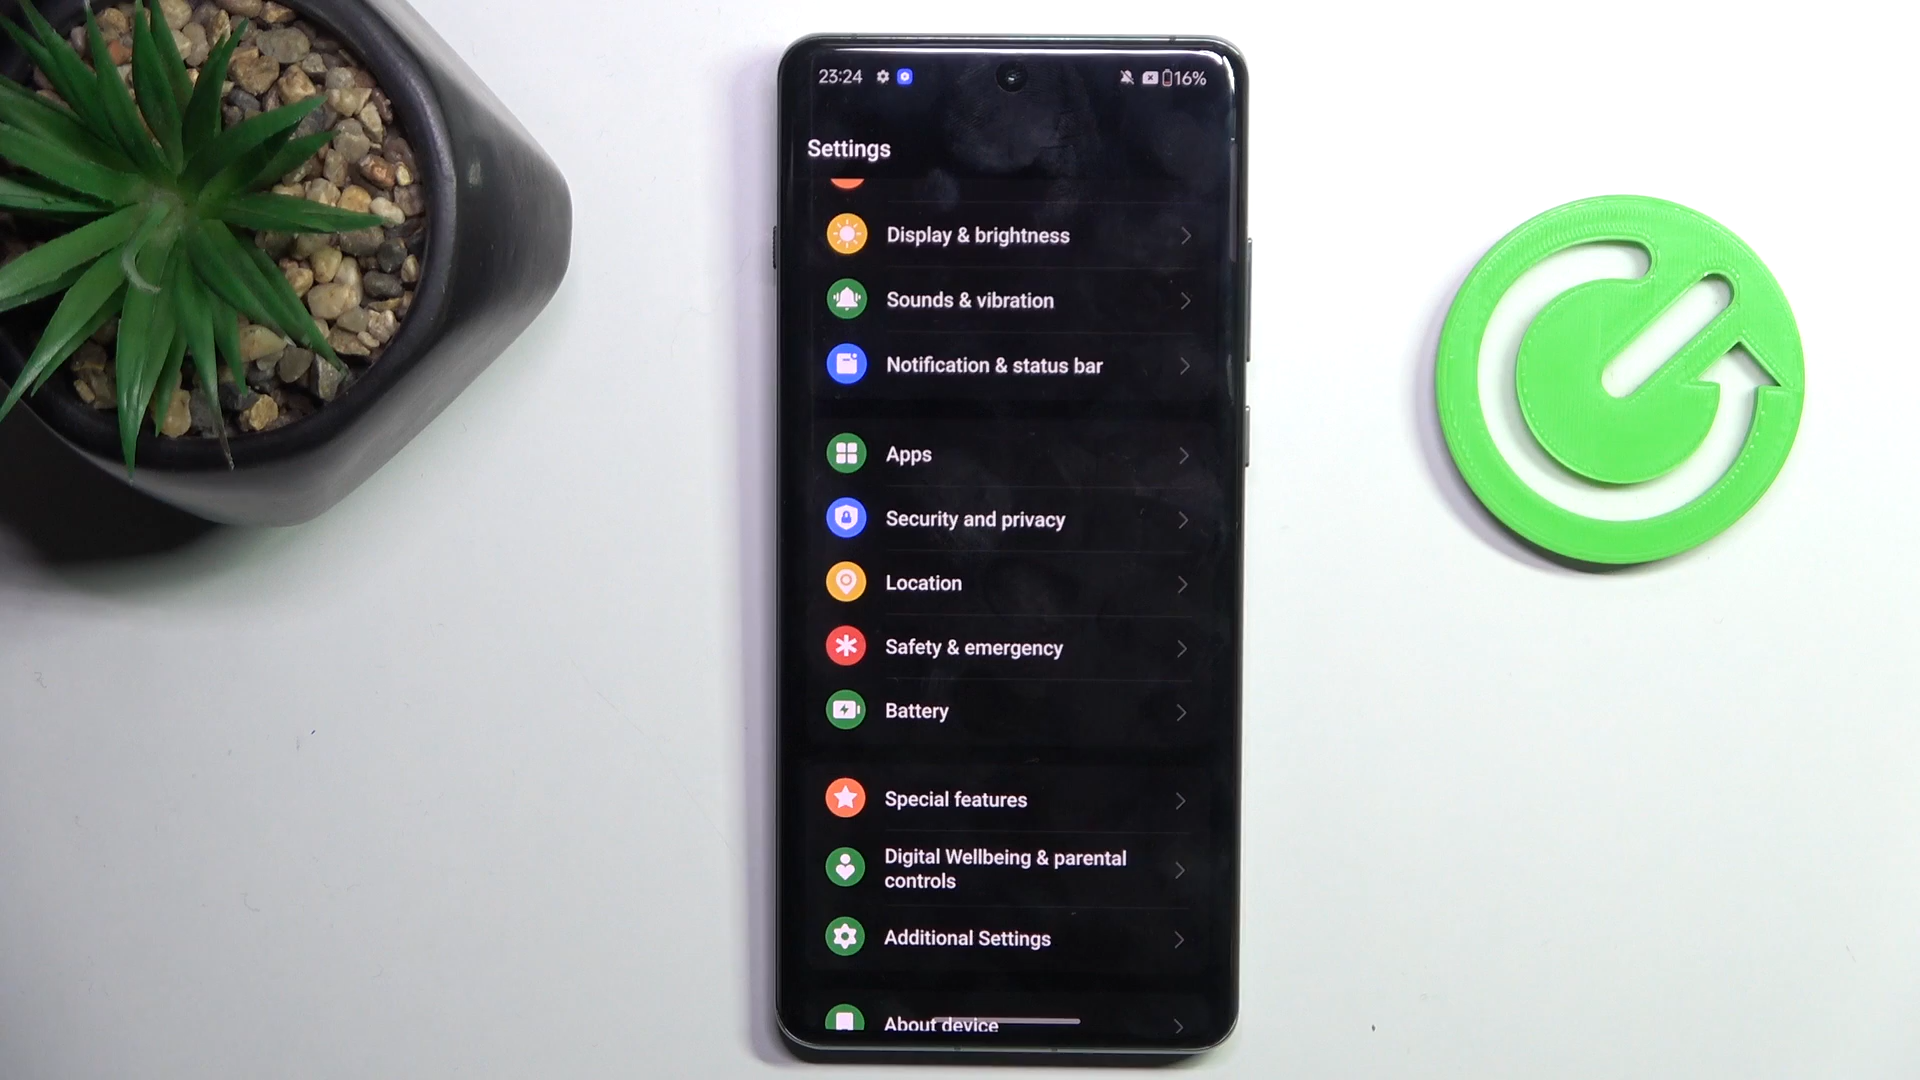 23:24
16%
Settings
Display & brightness
Sounds & vibration
Notification & status bar
Apps
Security and privacy
Location
Safety & emergency
Battery
Special features
Digital Wellbeing & parental
controls
Additional Settings
About device